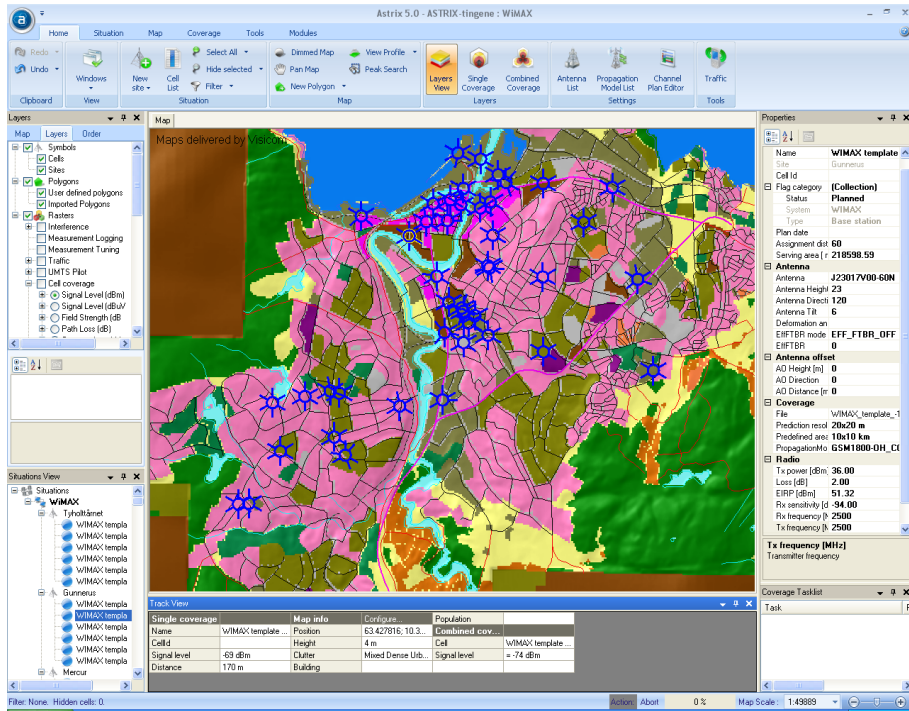 Astrix 5.0 - ASTRIX-tingene : WiMAX
Home Situation Map Coverage Tools Modules
Redo
Undo
Windows
New site
Cell List
Select All
Hide selected
Filter
Dimmed Map
Pan Map
New Polygon
View Profile
Peak Search
Layers View
Single Coverage
Combined Coverage
Antenna List
Propagation Model List
Channel Plan Editor
Traffic
Clipboard View Situation Map Layers Settings Tools
Layers
Map Layers Order
Symbols
Cells
Sites
Polygons
User defined polygons
Imported Polygons
Rasters
Interference
Measurement Logging
Measurement Tuning
Traffic
UMTS Pilot
Cell coverage
Signal Level (dBm)
Signal Level (dBuV
Field Strength (dB
Path Loss (dB)
Situations View
Situations
WiMAX
Tyholttårnet
WIMAX templa
WIMAX templa
WIMAX templa
WIMAX templa
WIMAX templa
WIMAX templa
Gunnerus
WIMAX templa
WIMAX templa
WIMAX templa
WIMAX templa
WIMAX templa
WIMAX templa
Mercur
Map
Maps delivered by Visicom
Track View
Single coverage Map info Configure... Population
Name WIMAX template ... Position 63.427816; 10.3... Combined cov...
CellId Height 4 m Cell WIMAX template ...
Signal level -69 dBm Clutter Mixed Dense Urb... Signal level = -74 dBm
Distance 170 m Building
Properties
Name WIMAX template
Site Gunnerus
Cell Id
Flag category (Collection)
Status Planned
System WIMAX
Type Base station
Plan date
Assignment dist 60
Serving area [ r 218598.59
Antenna
Antenna J23017V00-60N
Antenna Height 23
Antenna Directi 120
Antenna Tilt 6
Deformation an
EffFTBR mode EFF_FTBR_OFF
EffFTBR 0
Antenna offset
AO Height [m] 0
AO Direction 0
AO Distance [m 0
Coverage
File WIMAX_template_-1
Prediction resol 20x20 m
Predefined area 10x10 km
PropagationMo GSM1800-OH_C
Radio
Tx power [dBm] 36.00
Loss [dB] 2.00
EIRP [dBm] 51.32
Rx sensitivity [d -94.00
Rx frequency [M 2500
Tx frequency [M 2500
Tx frequency [MHz]
Transmitter frequency
Coverage Tasklist
Task
Filter: None. Hidden cells: 0.
Action: Abort 0 % Map Scale : 1:49889